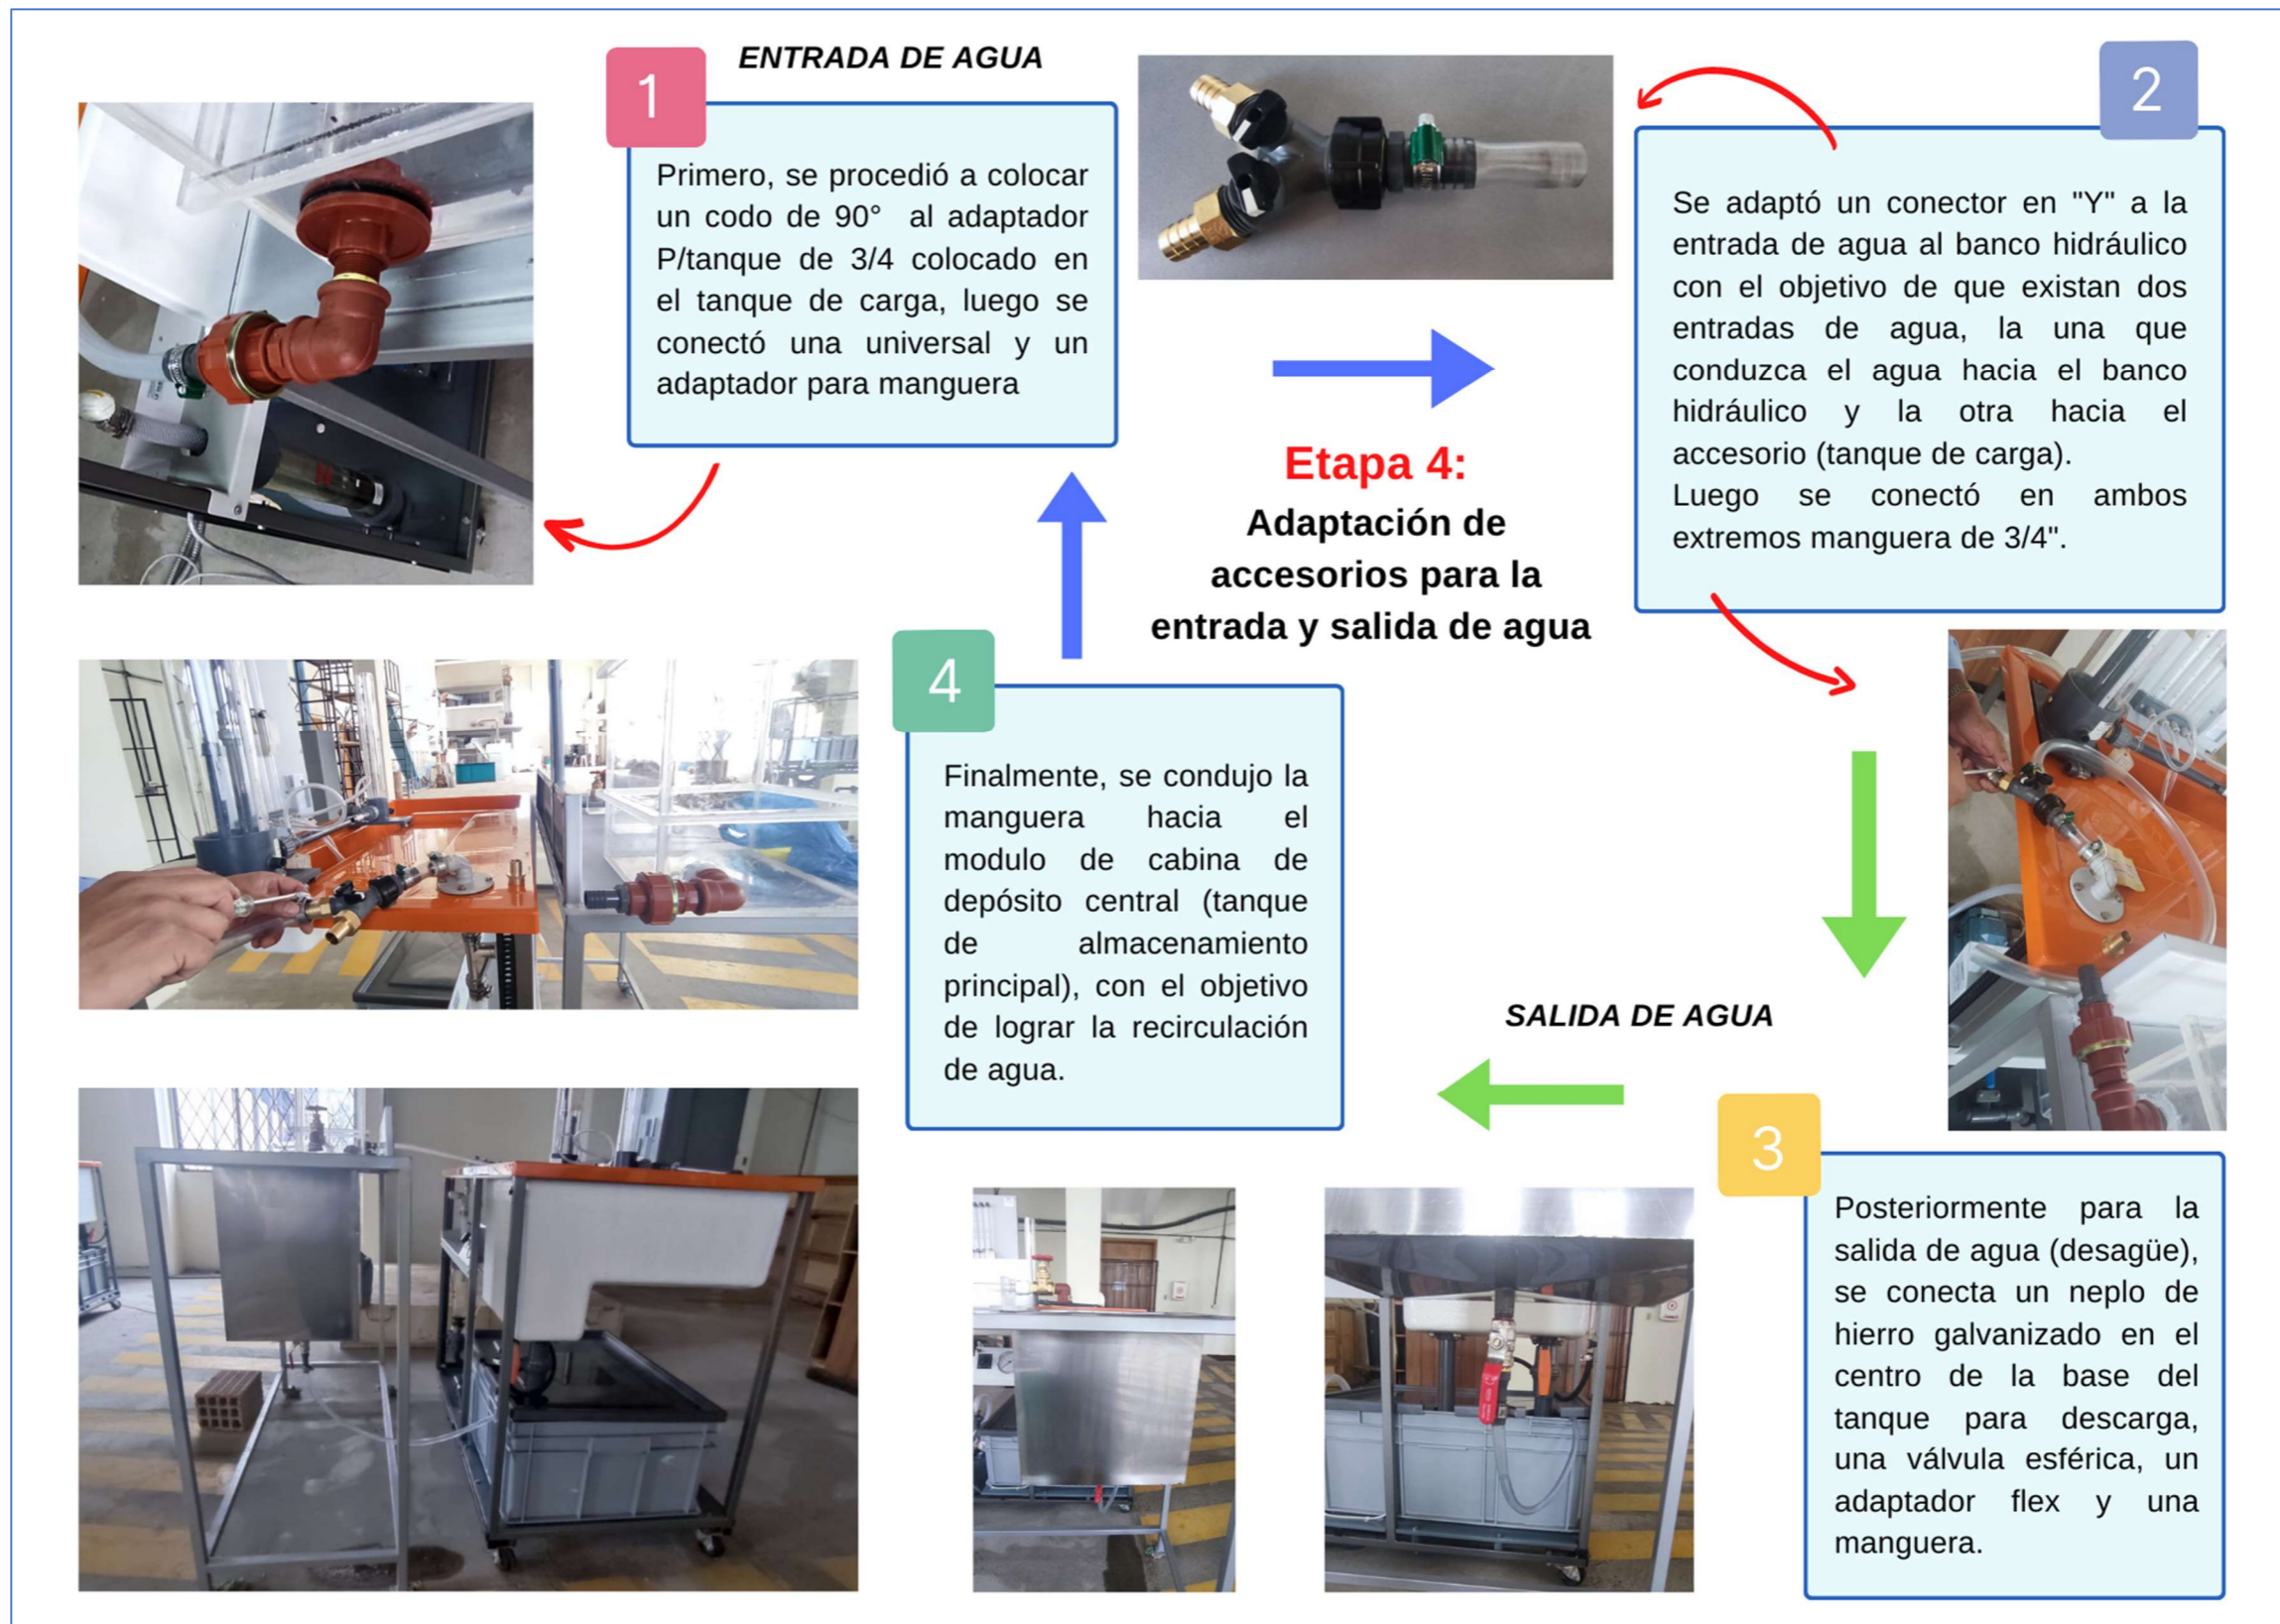 ENTRADA DE AGUA
1
Primero, se procedió a colocar
un codo de 90° al adaptador
P/tanque de 3/4 colocado en
el tanque de carga, luego se
conectó una universal y un
adaptador para manguera
2
Se adaptó un conector en "Y" a la
entrada de agua al banco hidráulico
con el objetivo de que existan dos
entradas de agua, la una que
conduzca el agua hacia el banco
hidráulico y la otra hacia el
accesorio (tanque de carga).
Luego se conectó en ambos
extremos manguera de 3/4".
Etapa 4:
Adaptación de
accesorios para la
entrada y salida de agua
SALIDA DE AGUA
3
Posteriormente para la
salida de agua (desagüe),
se conecta un neplo de
hierro galvanizado en el
centro de la base del
tanque para descarga,
una válvula esférica, un
adaptador flex y una
manguera.
4
Finalmente, se condujo la
manguera hacia el
modulo de cabina de
depósito central (tanque
de almacenamiento
principal), con el objetivo
de lograr la recirculación
de agua.